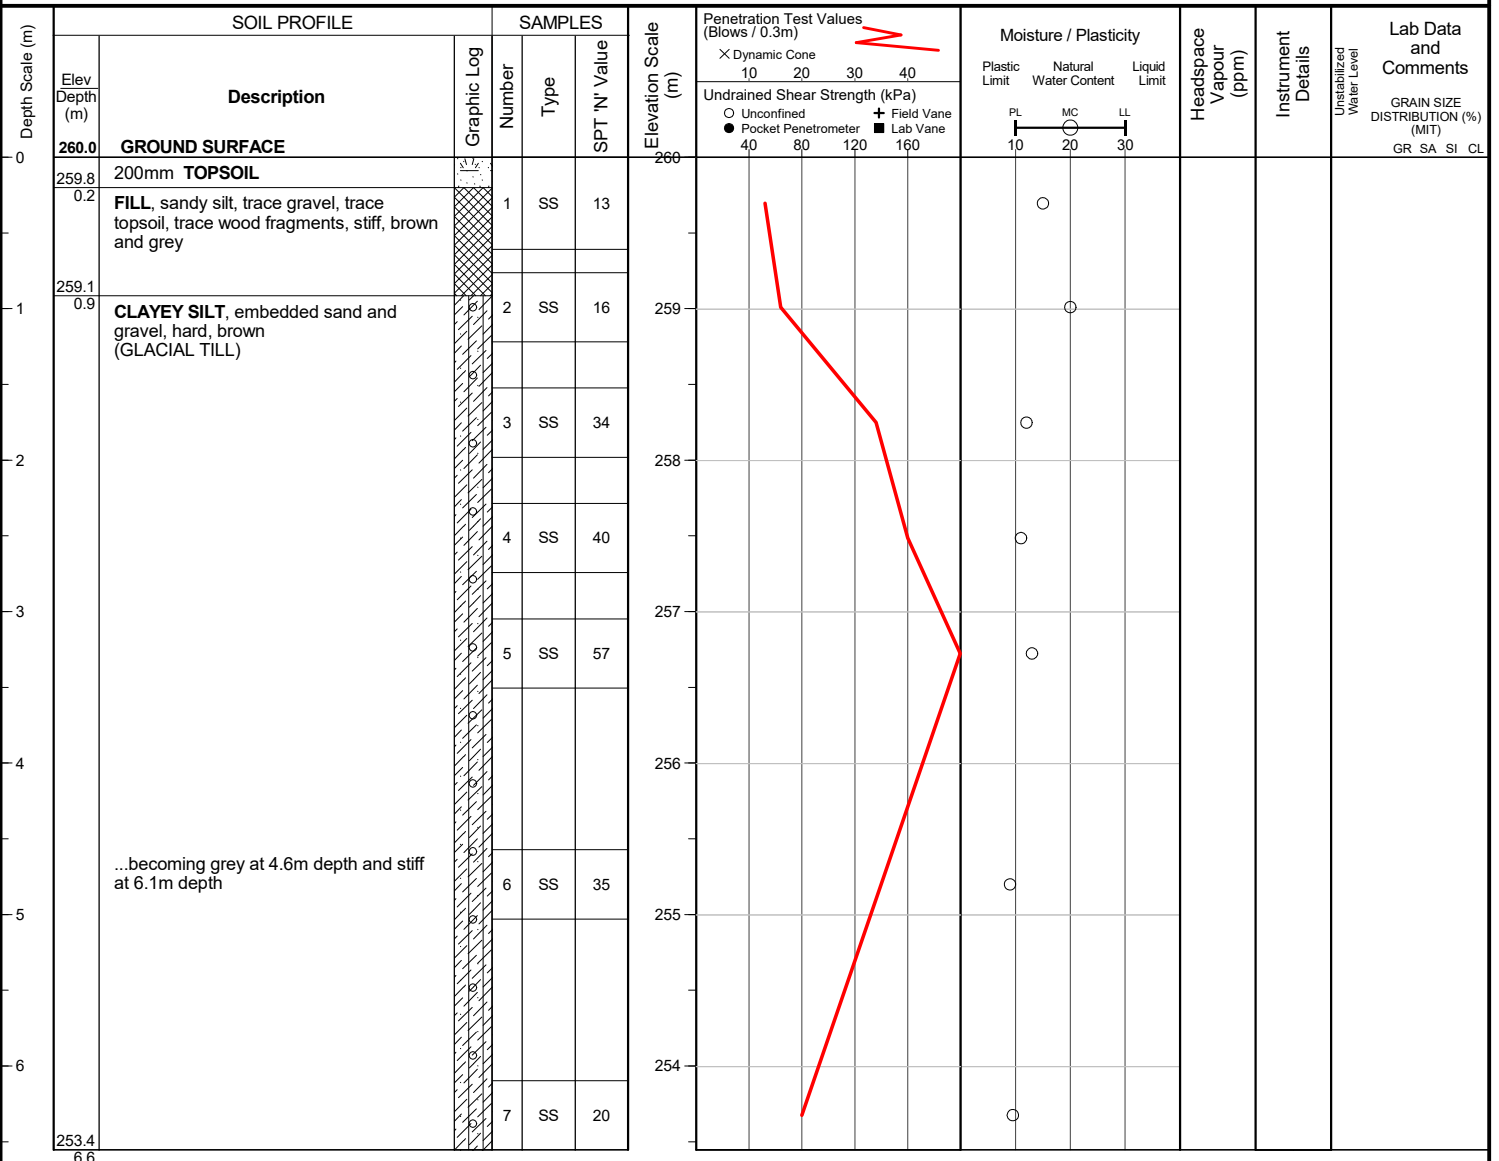 SOIL PROFILE
SAMPLES
Depth Scale (m)
Elev
Depth
(m)
Description
Graphic Log
Number
Type
SPT 'N' Value
Elevation Scale
(m)
Penetration Test Values
(Blows / 0.3m)
× Dynamic Cone
10 20 30 40
Undrained Shear Strength (kPa)
Unconfined
Field Vane
Pocket Penetrometer
Lab Vane
40 80 120 160
Moisture / Plasticity
Plastic
Limit
Natural
Water Content
Liquid
Limit
PL MC LL
10 20 30
Headspace
Vapour
(ppm)
Instrument
Details
Unstabilized
Water Level
Lab Data
and
Comments
GRAIN SIZE
DISTRIBUTION (%)
(MIT)
GR SA SI CL
260.0 GROUND SURFACE
0
260
200mm TOPSOIL
259.8
0.2
FILL, sandy silt, trace gravel, trace
topsoil, trace wood fragments, stiff, brown
and grey
1 SS 13
259.1
0.9
1
CLAYEY SILT, embedded sand and
gravel, hard, brown
(GLACIAL TILL)
2 SS 16
259
3 SS 34
2
258
4 SS 40
3
257
5 SS 57
4
256
...becoming grey at 4.6m depth and stiff
at 6.1m depth
6 SS 35
5
255
6
254
7 SS 20
253.4
6.6